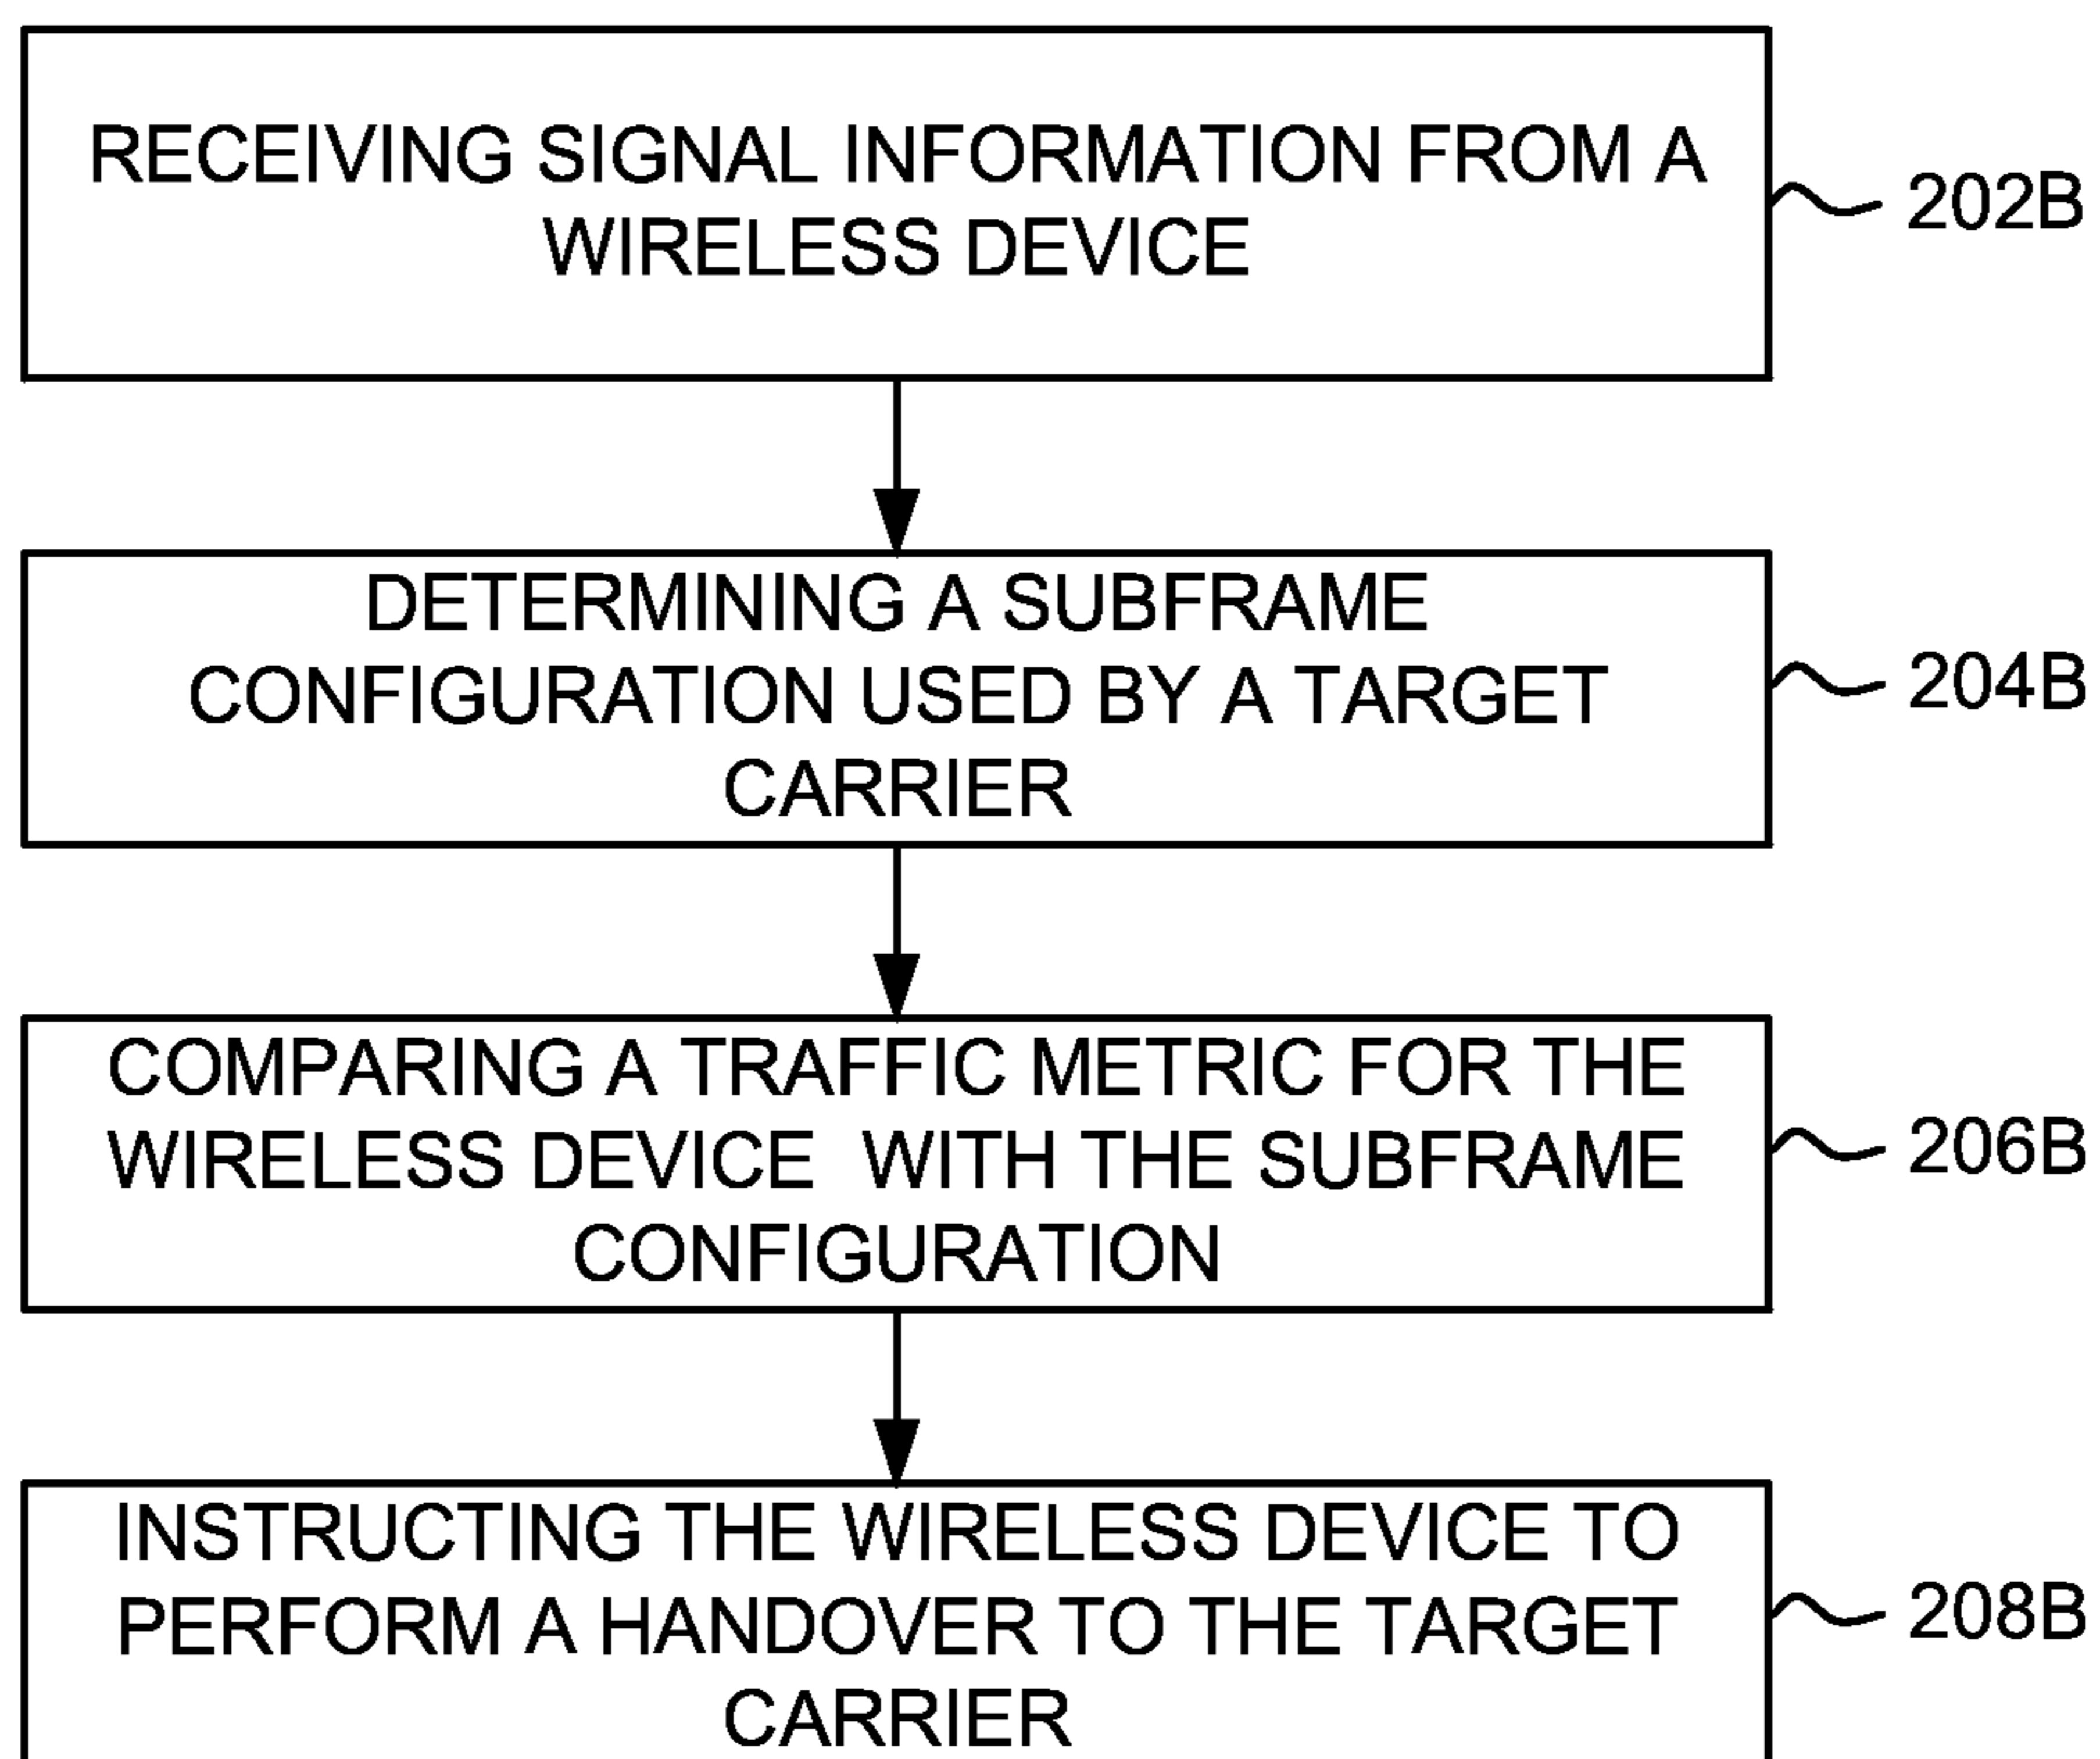 RECEIVING SIGNAL INFORMATION FROM A
WIRELESS DEVICE
202B
DETERMINING A SUBFRAME
CONFIGURATION USED BY A TARGET
CARRIER
204B
COMPARING A TRAFFIC METRIC FOR THE
WIRELESS DEVICE  WITH THE SUBFRAME
CONFIGURATION
206B
INSTRUCTING THE WIRELESS DEVICE TO
PERFORM A HANDOVER TO THE TARGET
CARRIER
208B